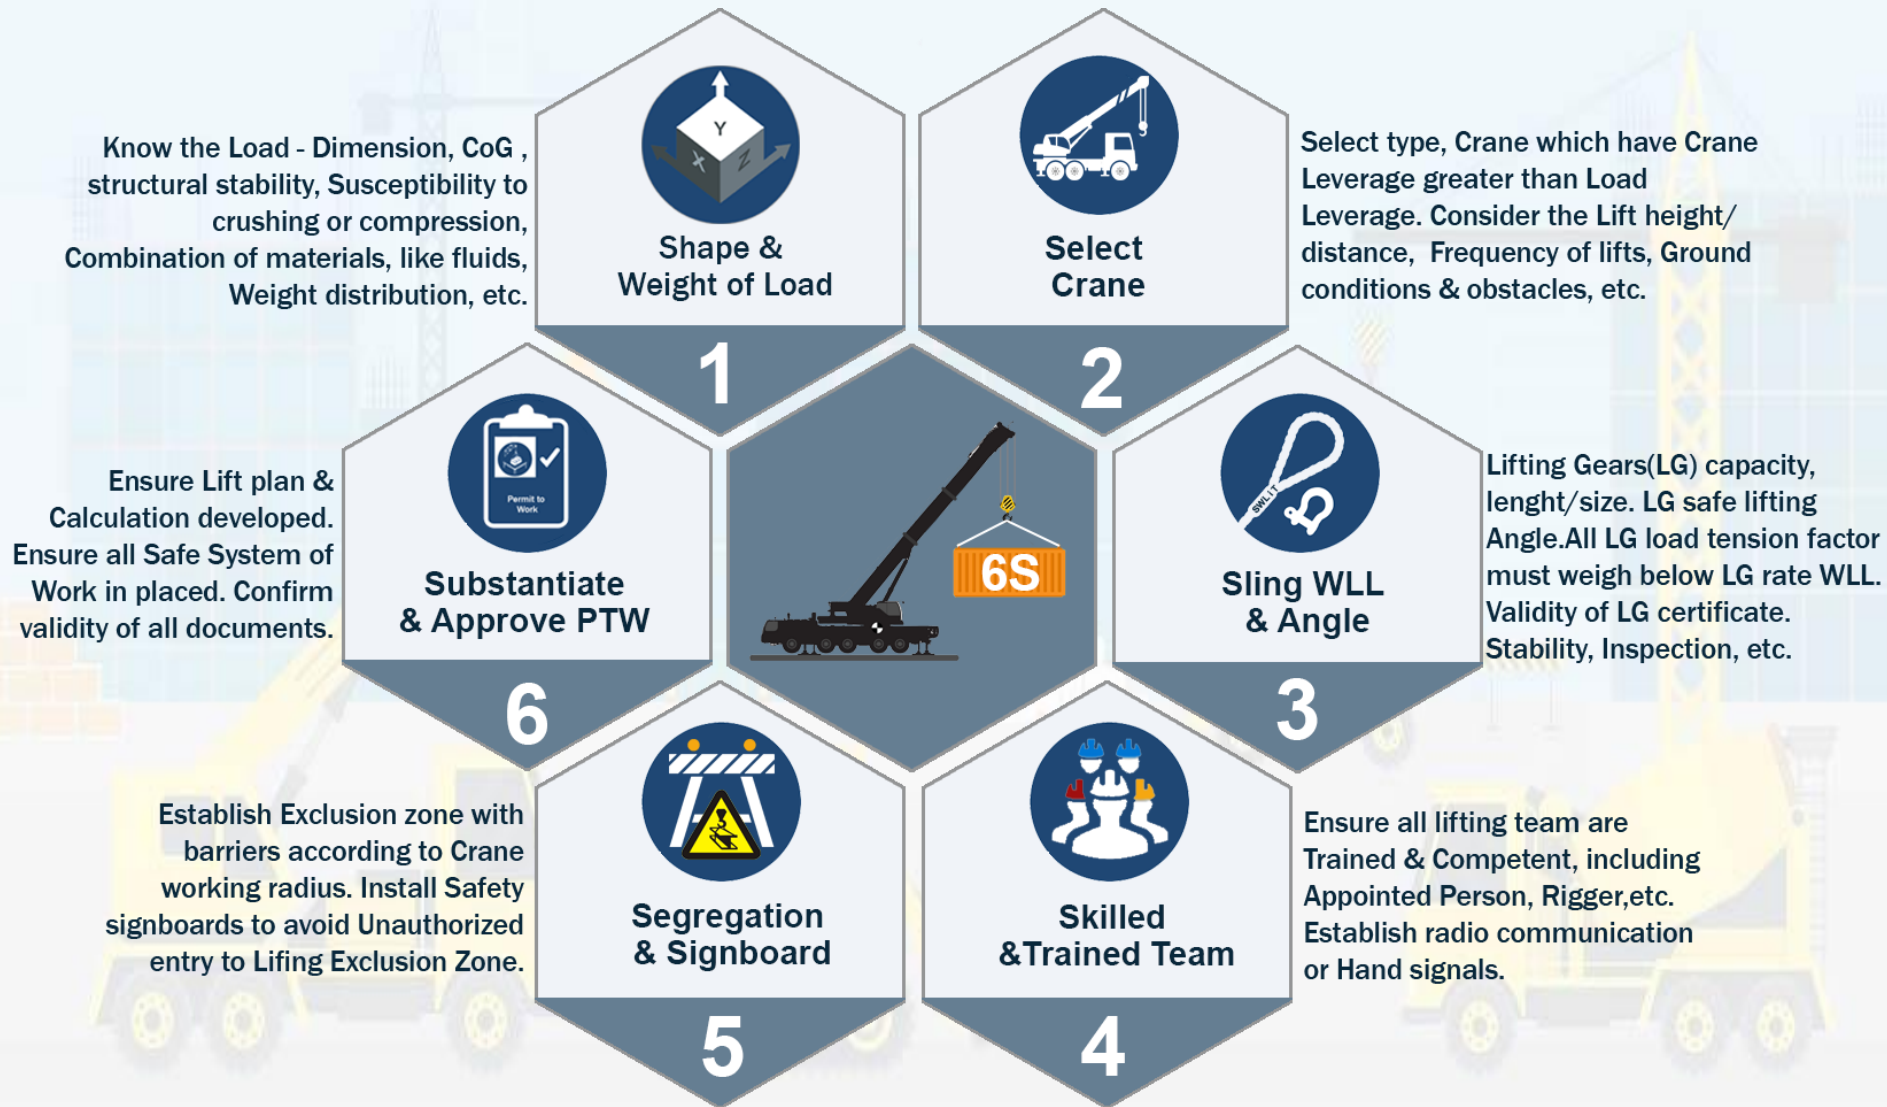 Know the Load - Dimension, CoG ,
structural stability, Susceptibility to
crushing or compression,
Combination of materials, like fluids,
Weight distribution, etc.
Y
X
Z
Shape &
Weight of Load
1
Select
Crane
2
Select type, Crane which have Crane
Leverage greater than Load
Leverage. Consider the Lift height/
distance, Frequency of lifts, Ground
conditions & obstacles, etc.
SWL IT
Sling WLL
& Angle
3
Lifting Gears(LG) capacity,
lenght/size. LG safe lifting
Angle.All LG load tension factor
must weigh below LG rate WLL.
Validity of LG certificate.
Stability, Inspection, etc.
6S
Ensure Lift plan &
Calculation developed.
Ensure all Safe System of
Work in placed. Confirm
validity of all documents.
Permit to
Work
Substantiate
& Approve PTW
6
Establish Exclusion zone with
barriers according to Crane
working radius. Install Safety
signboards to avoid Unauthorized
entry to Lifing Exclusion Zone.
Segregation
& Signboard
5
Skilled
&Trained Team
4
Ensure all lifting team are
Trained & Competent, including
Appointed Person, Rigger,etc.
Establish radio communication
or Hand signals.